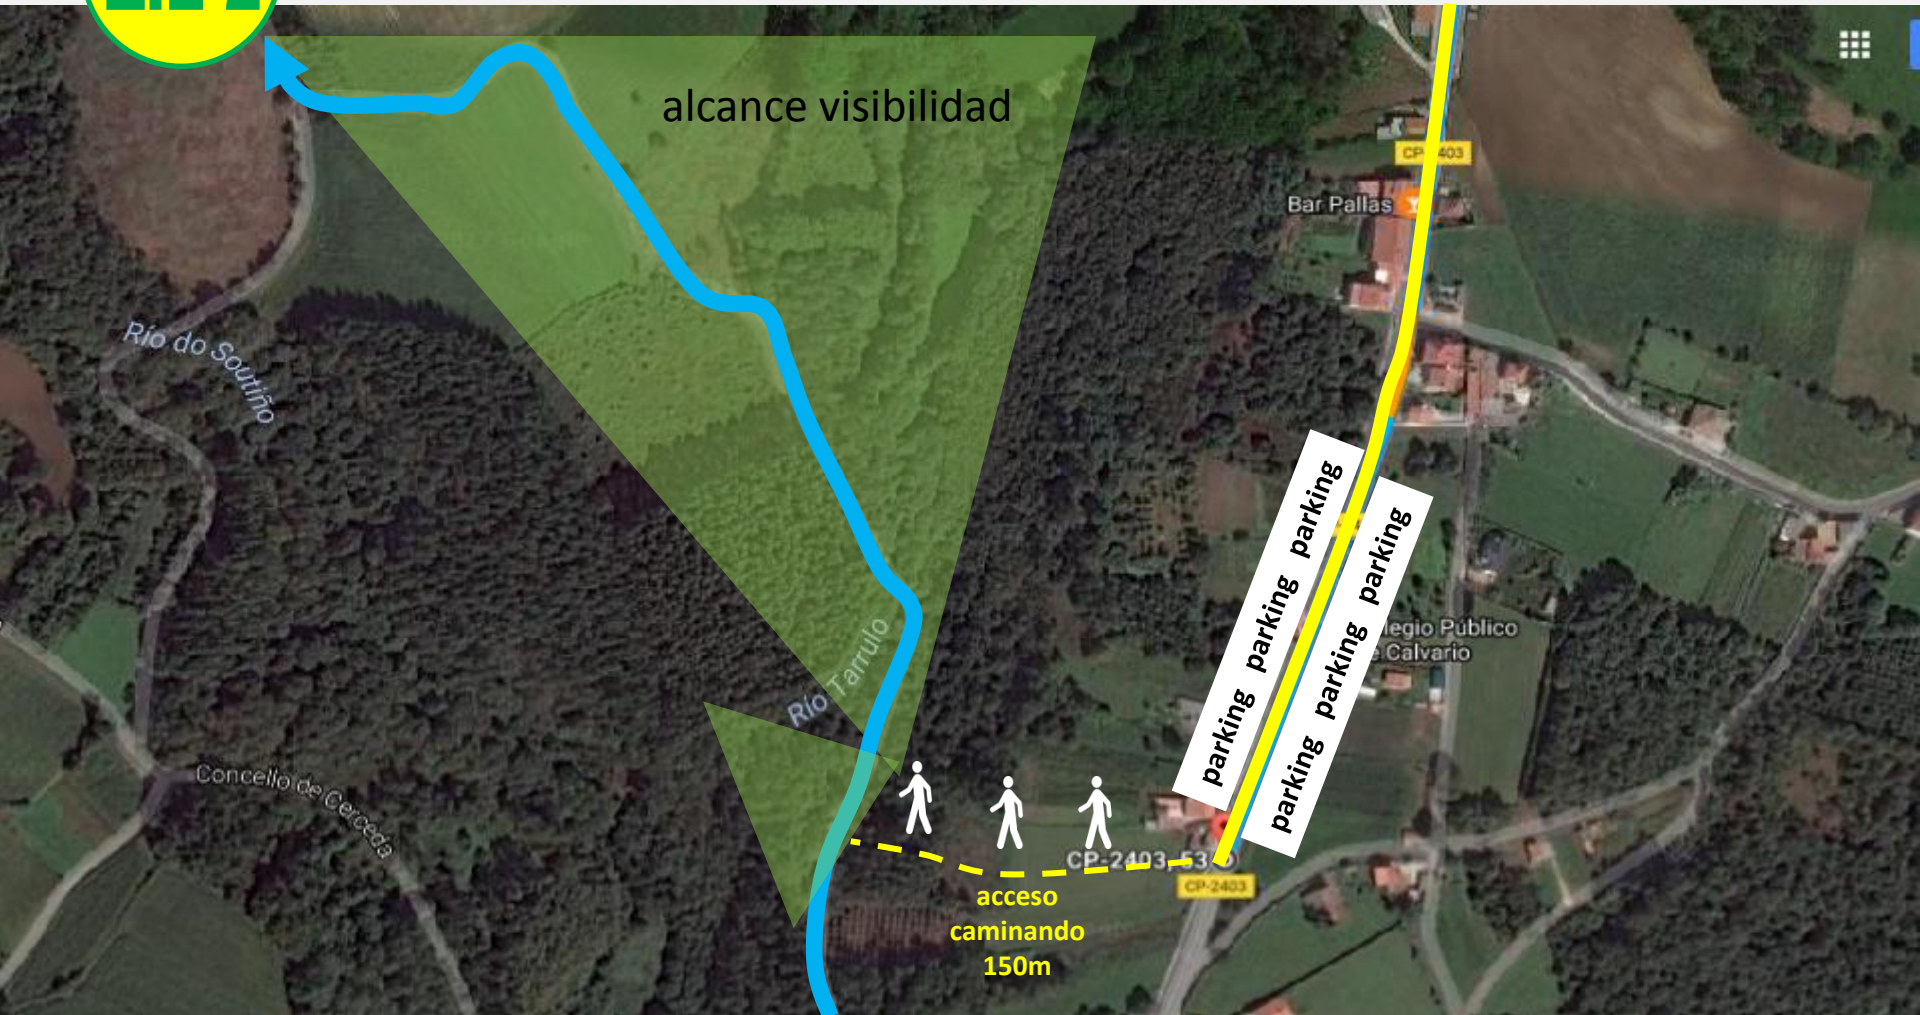 alcance visibilidad
CP-2403
Bar Pallas
Río do Soutiño
parking parking parking
parking parking parking
legio Público
Calvario
Río Tarrulo
Concello de Cerceda
CP-2403, 53
CP-2403
acceso
caminando
150m